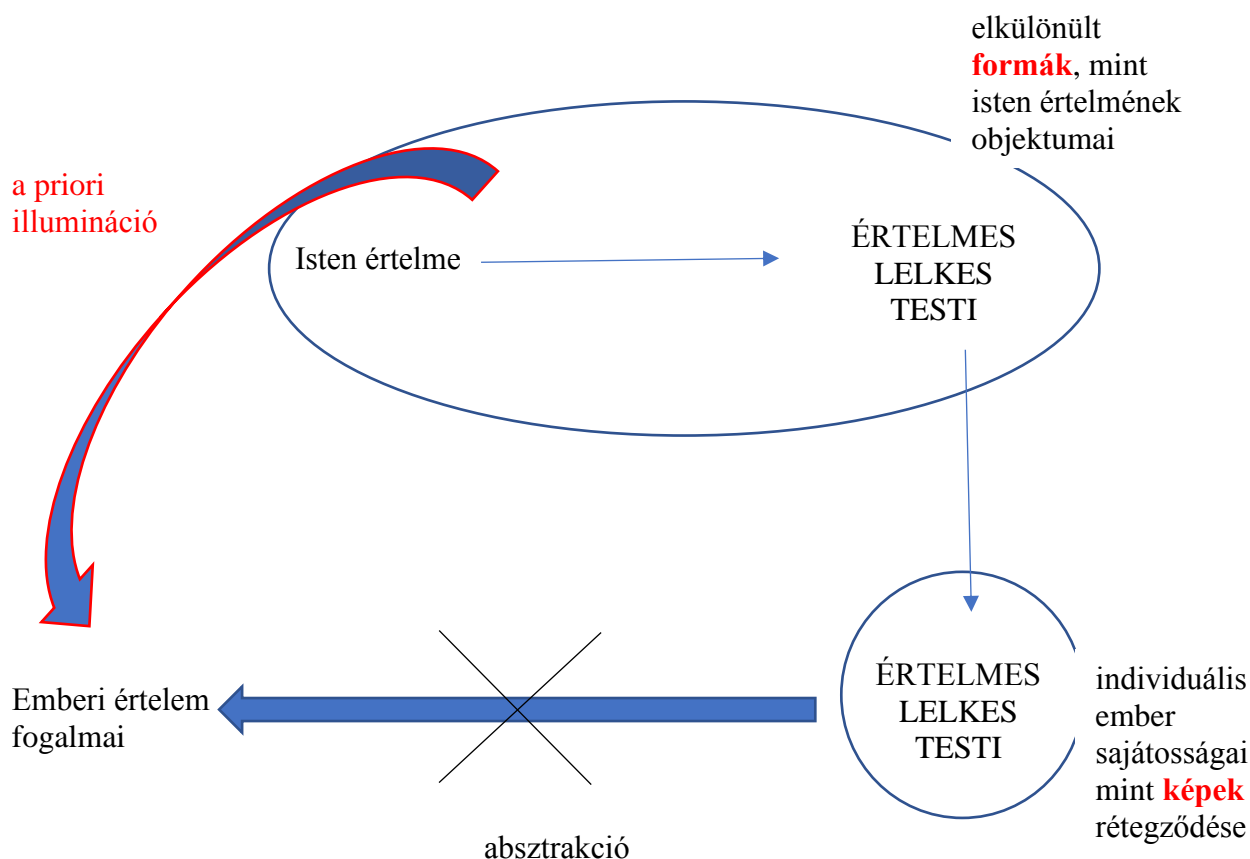 elkülönült
formák, mint
isten értelmének
objektumai
a priori
illumináció
Isten értelme
ÉRTELMES
LELKES
TESTI
Emberi értelem
fogalmai
ÉRTELMES
LELKES
TESTI
individuális
ember
sajátosságai
mint képek
rétegződése
absztrakció